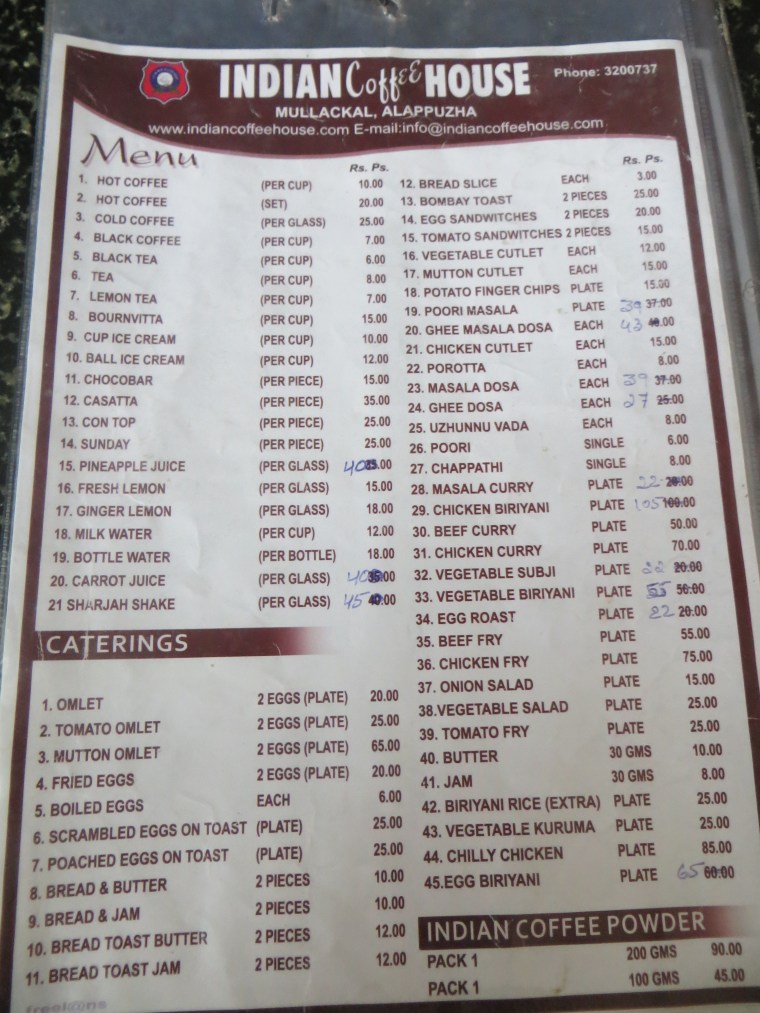 INDIAN Coffee HOUSE
Phone: 3200737
MULLACKAL, ALAPPUZHA
www.indiancoffeehouse.com E-mail:info@indiancoffeehouse.com
Menu
Rs. Ps.
1. HOT COFFEE (PER CUP) 10.00
2. HOT COFFEE (SET) 20.00
3. COLD COFFEE (PER GLASS) 25.00
4. BLACK COFFEE (PER CUP) 7.00
5. BLACK TEA (PER CUP) 6.00
6. TEA (PER CUP) 8.00
7. LEMON TEA (PER CUP) 7.00
8. BOURNVITTA (PER CUP) 15.00
9. CUP ICE CREAM (PER CUP) 10.00
10. BALL ICE CREAM (PER CUP) 12.00
11. CHOCOBAR (PER PIECE) 15.00
12. CASATTA (PER PIECE) 35.00
13. CON TOP (PER PIECE) 25.00
14. SUNDAY (PER PIECE) 25.00
15. PINEAPPLE JUICE (PER GLASS) 40
16. FRESH LEMON (PER GLASS) 15.00
17. GINGER LEMON (PER GLASS) 18.00
18. MILK WATER (PER CUP) 12.00
19. BOTTLE WATER (PER BOTTLE) 18.00
20. CARROT JUICE (PER GLASS) 40
21 SHARJAH SHAKE (PER GLASS) 45 40.00
CATERINGS
1. OMLET 2 EGGS (PLATE) 20.00
2. TOMATO OMLET 2 EGGS (PLATE) 25.00
3. MUTTON OMLET 2 EGGS (PLATE) 65.00
4. FRIED EGGS 2 EGGS (PLATE) 20.00
5. BOILED EGGS EACH 6.00
6. SCRAMBLED EGGS ON TOAST (PLATE) 25.00
7. POACHED EGGS ON TOAST (PLATE) 25.00
8. BREAD & BUTTER 2 PIECES 10.00
9. BREAD & JAM 2 PIECES 10.00
10. BREAD TOAST BUTTER 2 PIECES 12.00
11. BREAD TOAST JAM 2 PIECES 12.00
freel@ns
Rs. Ps.
12. BREAD SLICE EACH 3.00
13. BOMBAY TOAST 2 PIECES 25.00
14. EGG SANDWITCHES 2 PIECES 20.00
15. TOMATO SANDWITCHES 2 PIECES 15.00
16. VEGETABLE CUTLET EACH 12.00
17. MUTTON CUTLET EACH 15.00
18. POTATO FINGER CHIPS PLATE 15.00
19. POORI MASALA PLATE 39 37.00
20. GHEE MASALA DOSA EACH 43 40.00
21. CHICKEN CUTLET EACH 15.00
22. POROTTA EACH 8.00
23. MASALA DOSA EACH 39 37.00
24. GHEE DOSA EACH 27 25.00
25. UZHUNNU VADA EACH 8.00
26. POORI SINGLE 6.00
27. CHAPPATHI SINGLE 8.00
28. MASALA CURRY PLATE 22 20.00
29. CHICKEN BIRIYANI PLATE 105 100.00
30. BEEF CURRY PLATE 50.00
31. CHICKEN CURRY PLATE 70.00
32. VEGETABLE SUBJI PLATE 22 20.00
33. VEGETABLE BIRIYANI PLATE 55 50.00
34. EGG ROAST PLATE 22 20.00
35. BEEF FRY PLATE 55.00
36. CHICKEN FRY PLATE 75.00
37. ONION SALAD PLATE 15.00
38.VEGETABLE SALAD PLATE 25.00
39. TOMATO FRY PLATE 25.00
40. BUTTER 30 GMS 10.00
41. JAM 30 GMS 8.00
42. BIRIYANI RICE (EXTRA) PLATE 25.00
43. VEGETABLE KURUMA PLATE 25.00
44. CHILLY CHICKEN PLATE 85.00
45.EGG BIRIYANI PLATE 65 60.00
INDIAN COFFEE POWDER
PACK 1 200 GMS 90.00
PACK 1 100 GMS 45.00